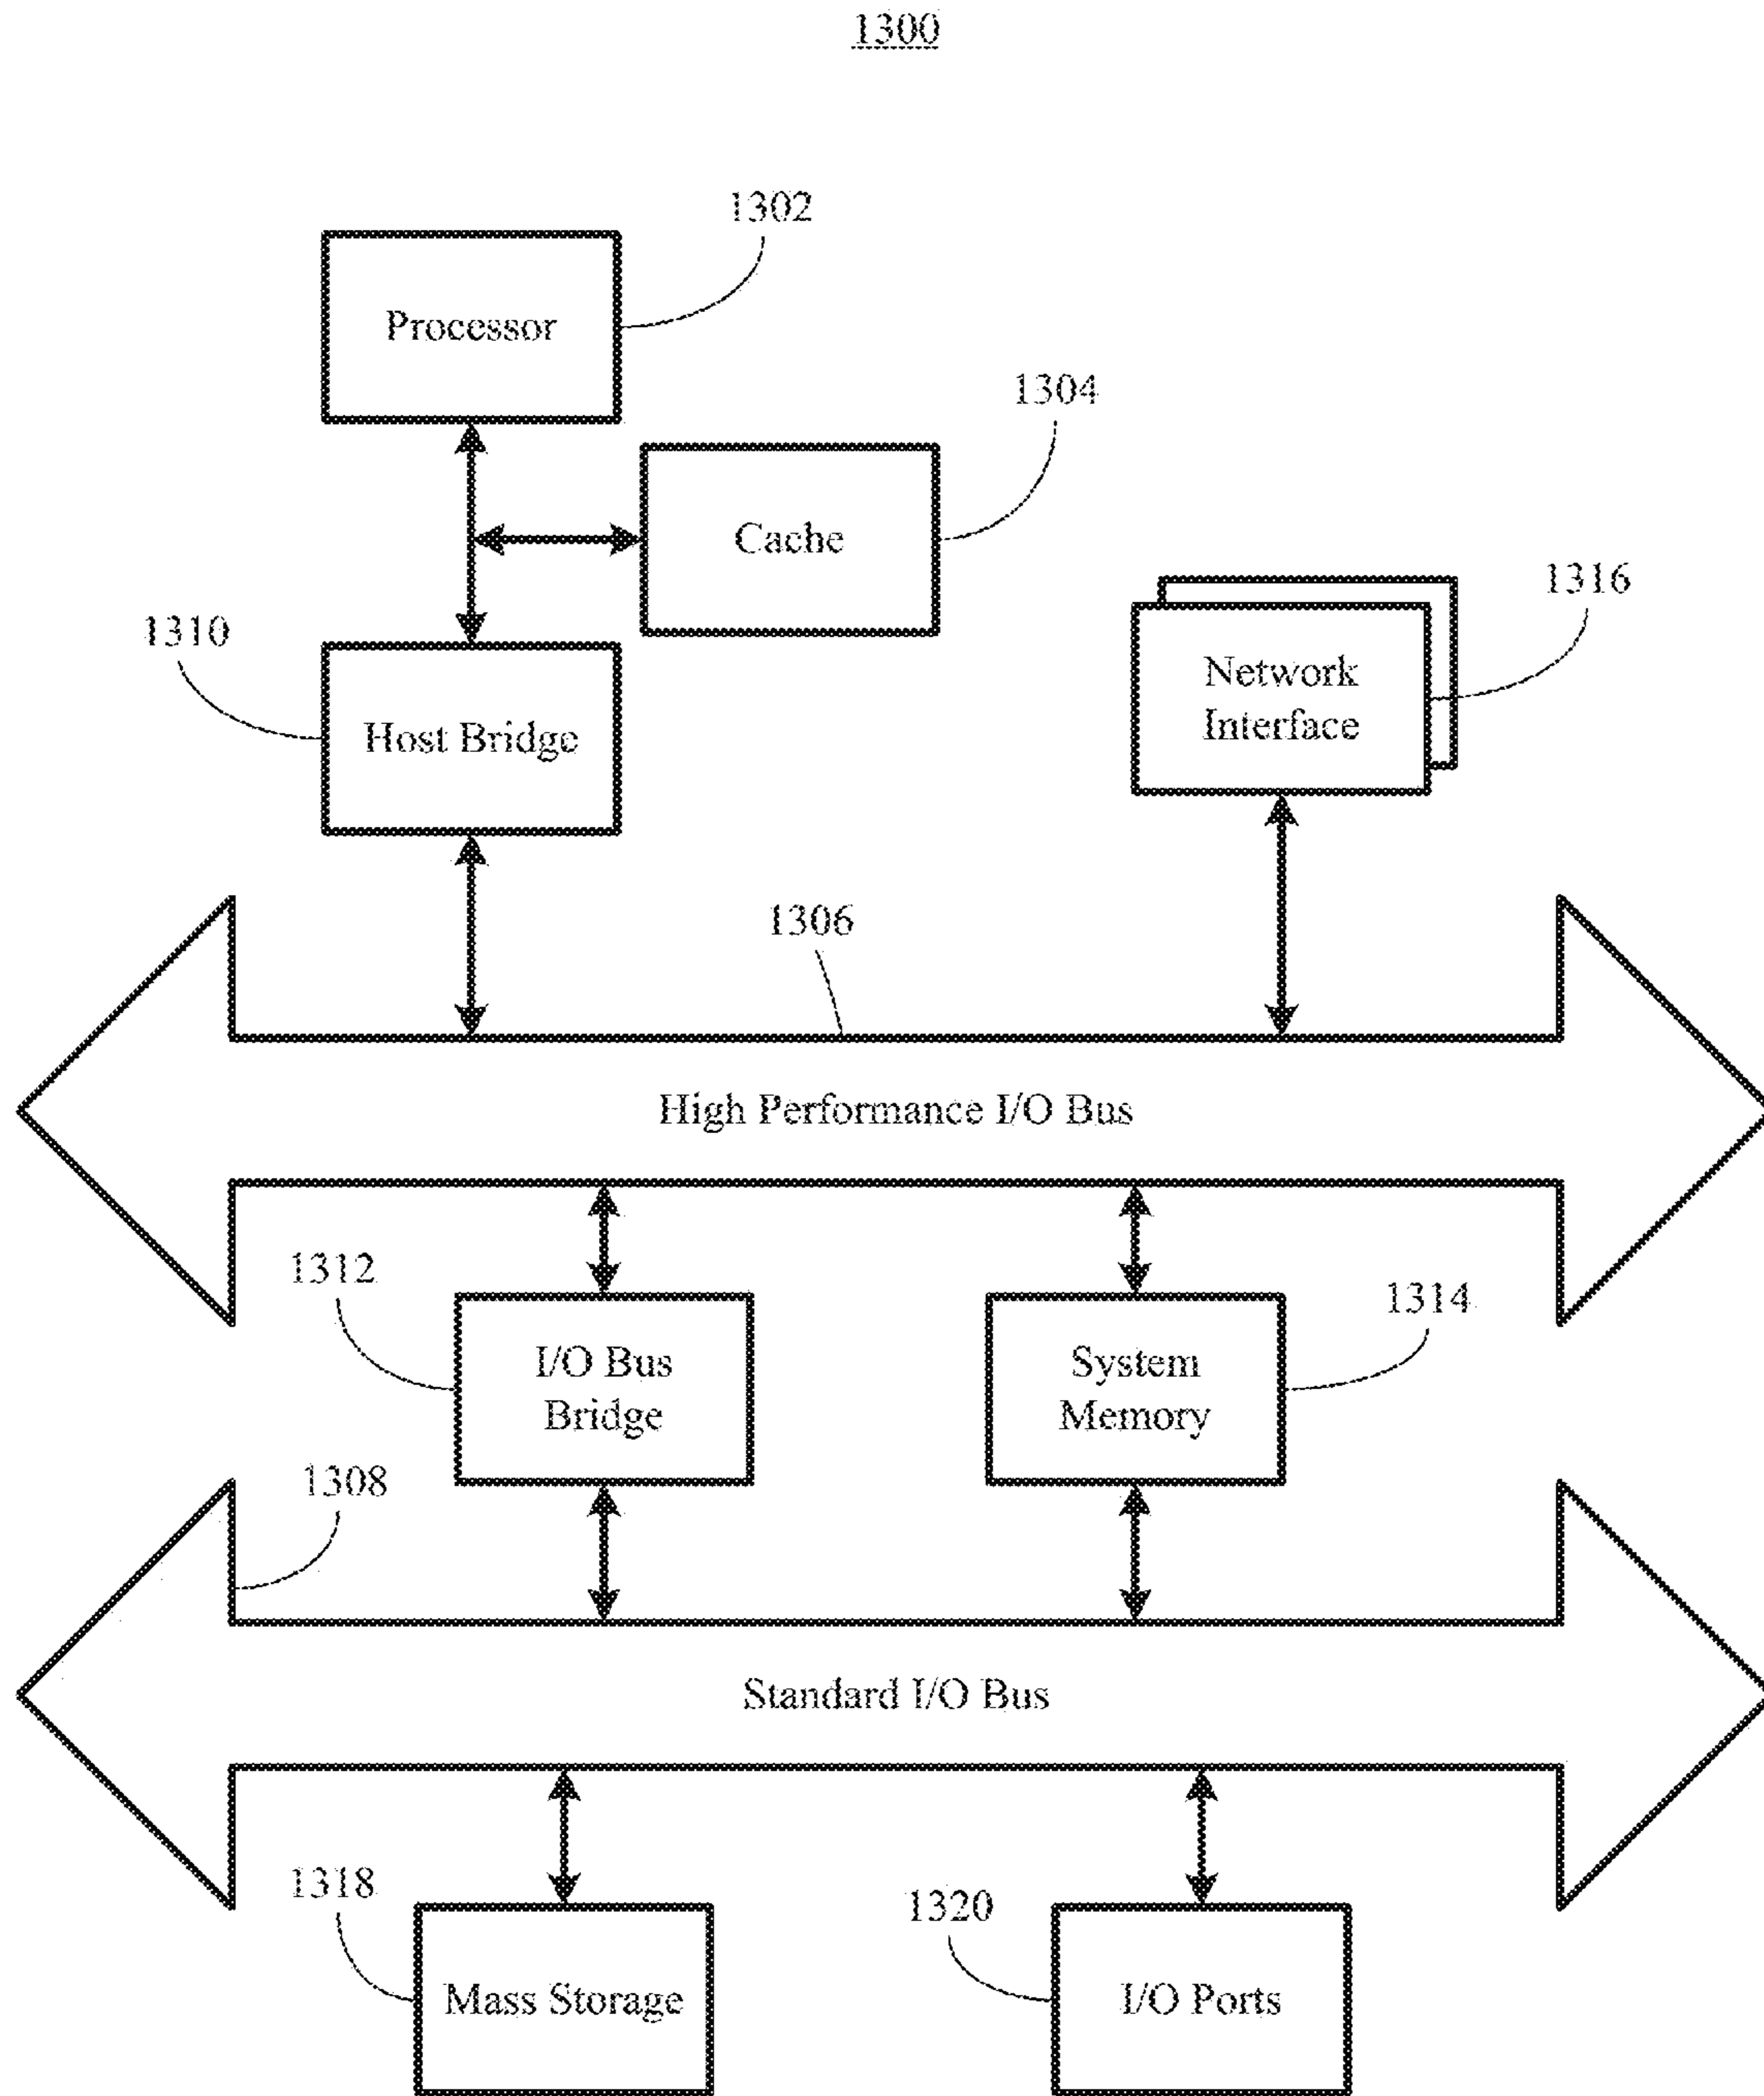 1300
1302
Processor
1304
Cache
1316
1310
Network
Interface
Host Bridge
1306
High Performance I/O Bus
1312
1314
I/O Bus
Bridge
System
Memory
1308
Standard I/O Bus
1318
1320
Mass Storage
I/O Ports